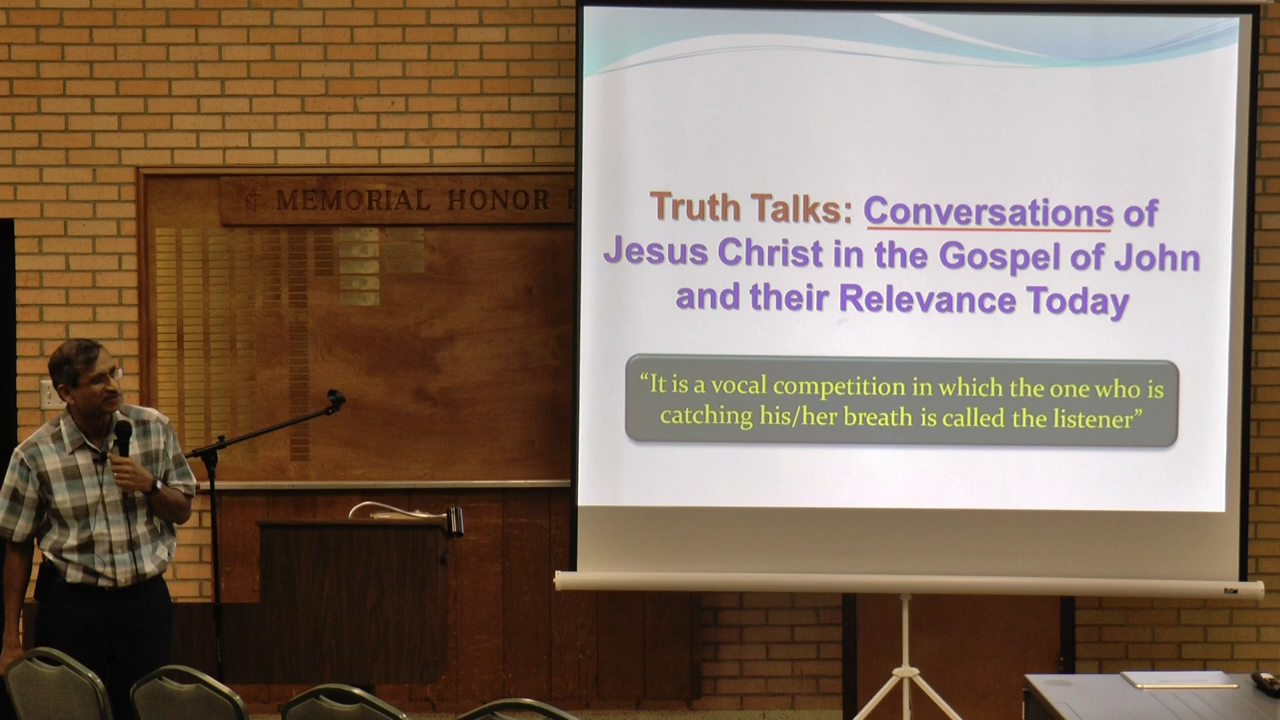 MEMORIAL HONOR
Truth Talks: Conversations of
Jesus Christ in the Gospel of John
and their Relevance Today
“It is a vocal competition in which the one who is
catching his/her breath is called the listener”